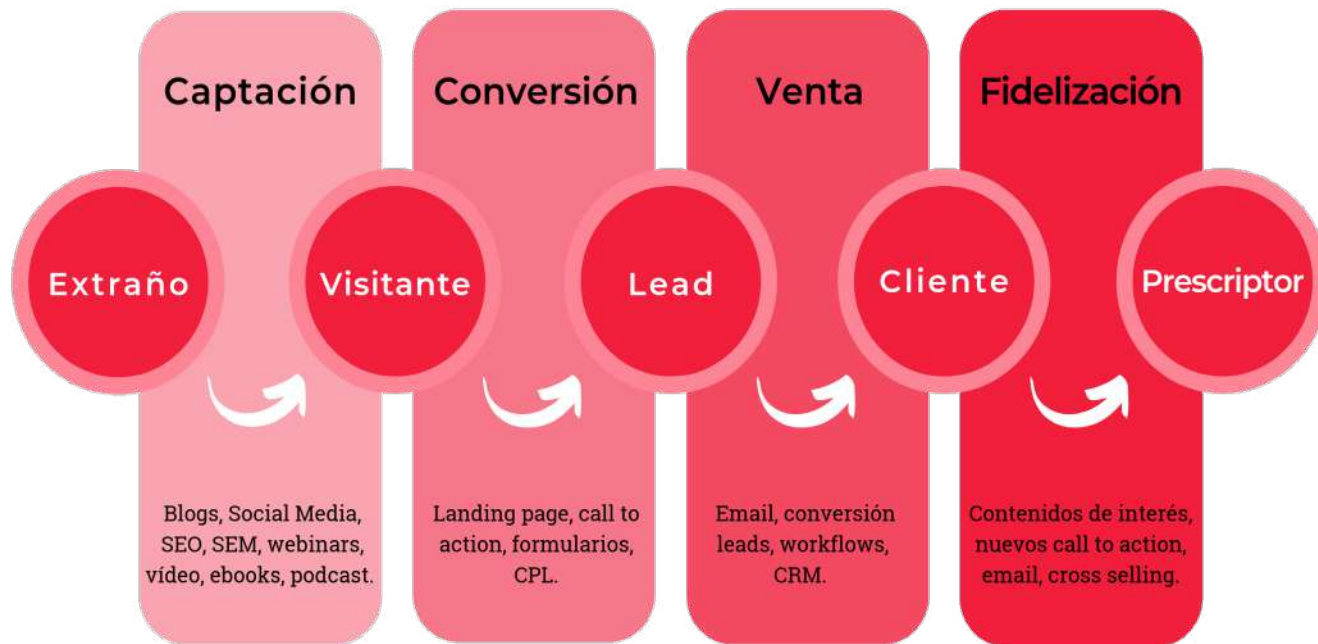 Captación
Conversión
Venta
Fidelización
Extraño
Visitante
Lead
Cliente
Prescriptor
Blogs, Social Media,
SEO, SEM, webinars,
vídeo, ebooks, podcast.
Landing page, call to
action, formularios,
CPL.
Email, conversión
leads, workflows,
CRM.
Contenidos de interés,
nuevos call to action,
email, cross selling.